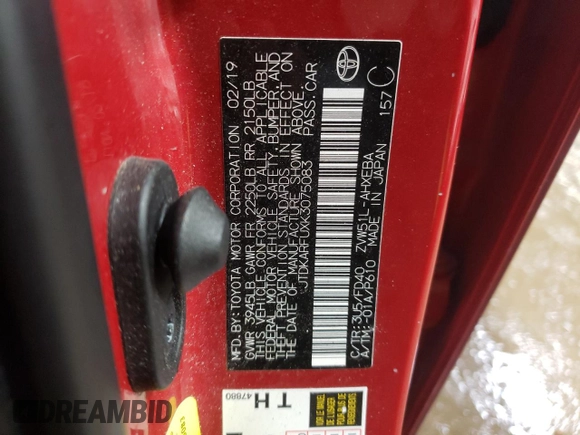 MFD.BY:TOYOTA MOTOR CORPORATION 02/19
GVWR 3945LB GAWR FR 2250LB RR 2150LB
THIS VEHICLE CONFORMS TO ALL APPLICABLE
FEDERAL MOTOR VEHICLE SAFETY, BUMPER, AND
THEFT PREVENTION STANDARDS IN EFFECT ON
THE DATE OF MANUFACTURE SHOWN ABOVE.
JTDKARFUXK3075083 PASS.CAR
C/TR:3U5/FD40 ZVW51L-AHXEBA
A/TM:-01A/P610 MADE IN JAPAN 157 C
TOYOTA
TH
47880
DREAMBID